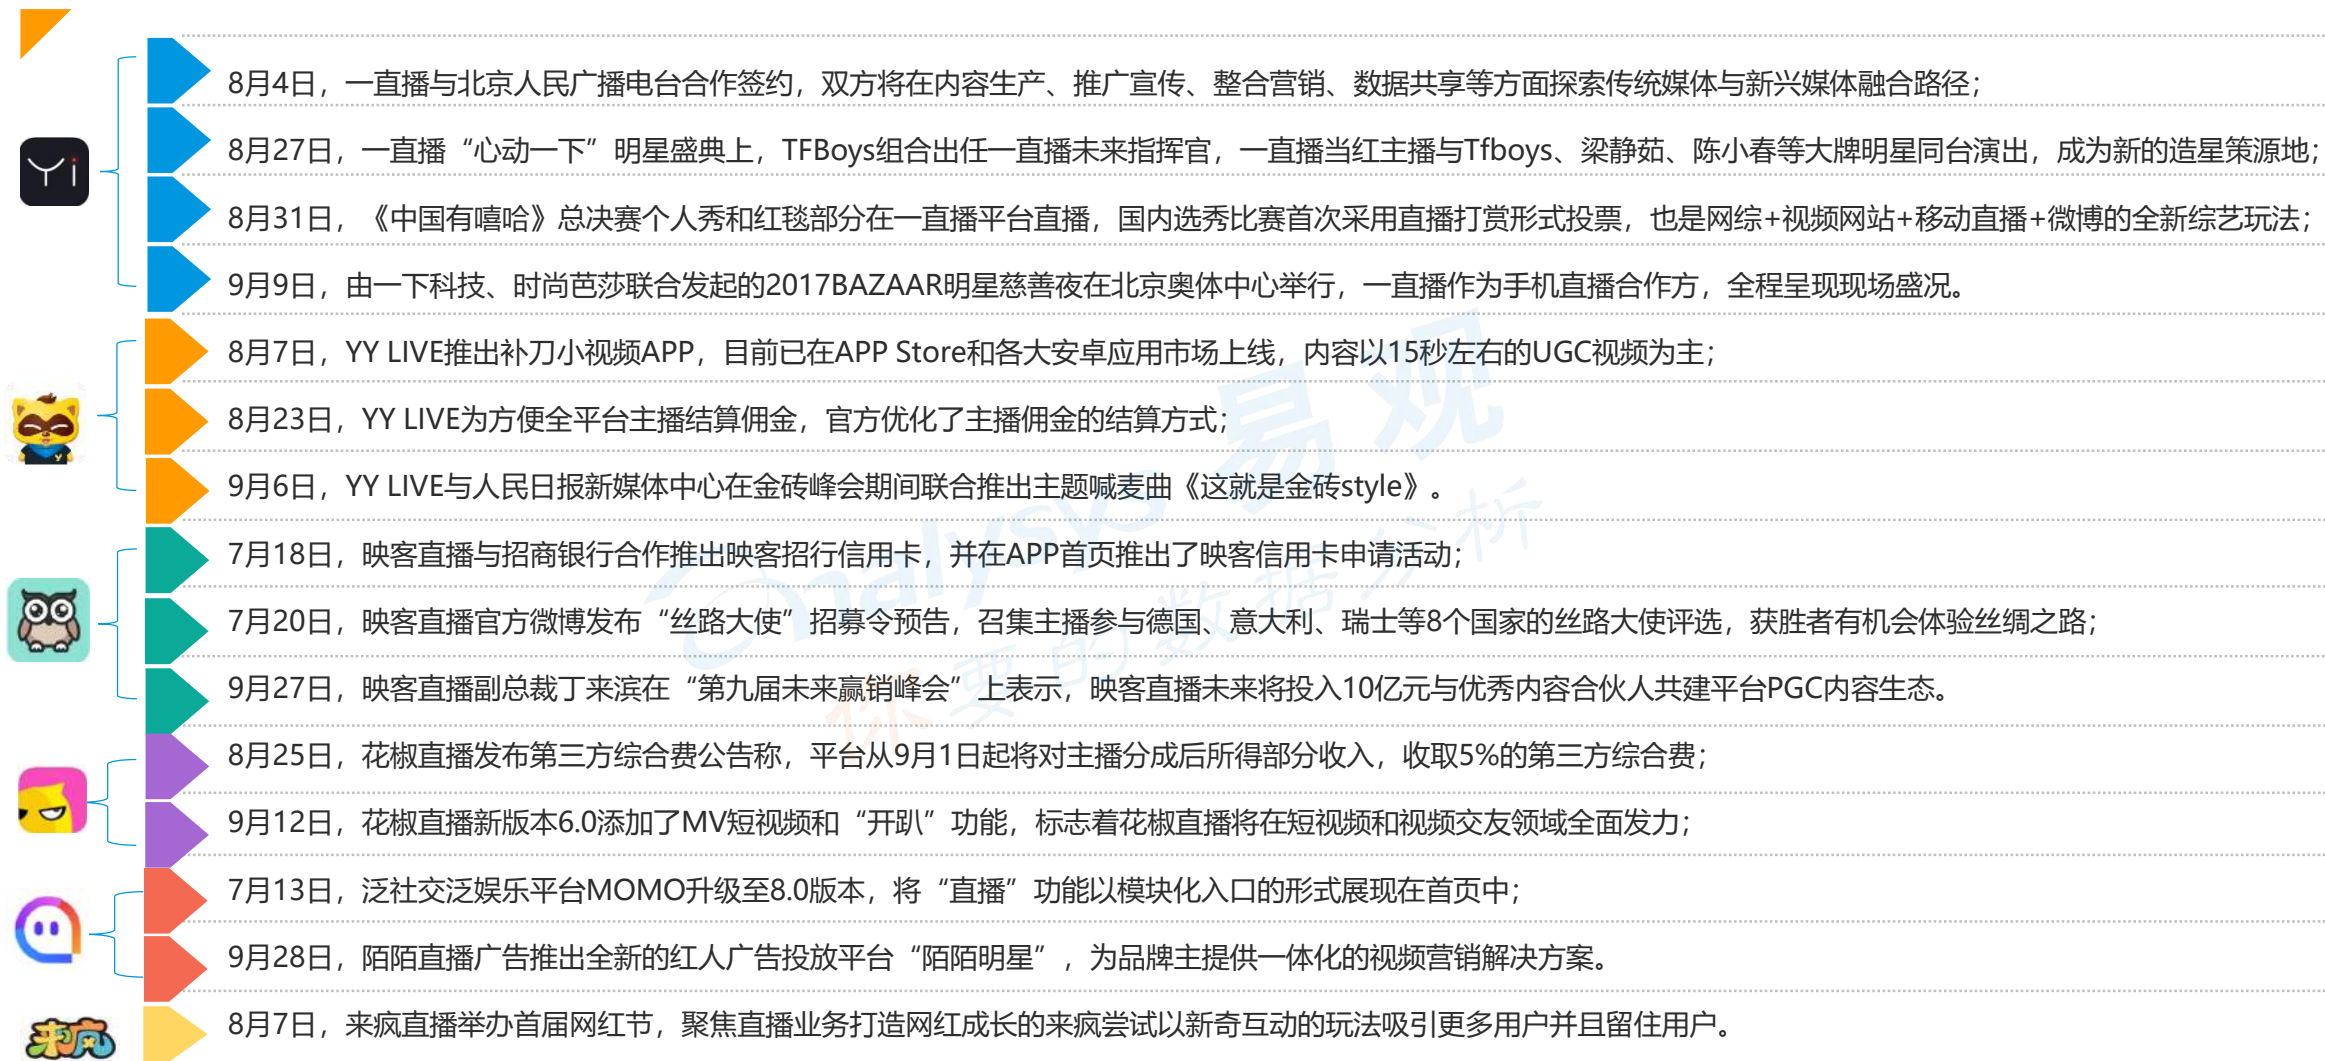 8月4日，一直播与北京人民广播电台合作签约，双方将在内容生产、推广宣传、整合营销、数据共享等方面探索传统媒体与新兴媒体融合路径；
Yi
8月27日，一直播“心动一下”明星盛典上，TFBoys组合出任一直播未来指挥官，一直播当红主播与Tfboys、梁静茹、陈小春等大牌明星同台演出，成为新的造星策源地；
8月31日，《中国有嘻哈》总决赛个人秀和红毯部分在一直播平台直播，国内选秀比赛首次采用直播打赏形式投票，也是网综+视频网站+移动直播+微博的全新综艺玩法；
9月9日，由一下科技、时尚芭莎联合发起的2017BAZAAR明星慈善夜在北京奥体中心举行，一直播作为手机直播合作方，全程呈现现场盛况。
8月7日，YY LIVE推出补刀小视频APP，目前已在APP Store和各大安卓应用市场上线，内容以15秒左右的UGC视频为主；
8月23日，YY LIVE为方便全平台主播结算佣金，官方优化了主播佣金的结算方式；
9月6日，YY LIVE与人民日报新媒体中心在金砖峰会期间联合推出主题喊麦曲《这就是金砖style》。
7月18日，映客直播与招商银行合作推出映客招行信用卡，并在APP首页推出了映客信用卡申请活动；
7月20日，映客直播官方微博发布“丝路大使”招募令预告，召集主播参与德国、意大利、瑞士等8个国家的丝路大使评选，获胜者有机会体验丝绸之路；
9月27日，映客直播副总裁丁来滨在“第九届未来赢销峰会”上表示，映客直播未来将投入10亿元与优秀内容合伙人共建平台PGC内容生态。
8月25日，花椒直播发布第三方综合费公告称，平台从9月1日起将对主播分成后所得部分收入，收取5%的第三方综合费；
9月12日，花椒直播新版本6.0添加了MV短视频和“开趴”功能，标志着花椒直播将在短视频和视频交友领域全面发力；
7月13日，泛社交泛娱乐平台MOMO升级至8.0版本，将“直播”功能以模块化入口的形式展现在首页中；
9月28日，陌陌直播广告推出全新的红人广告投放平台“陌陌明星”，为品牌主提供一体化的视频营销解决方案。
来疯
8月7日，来疯直播举办首届网红节，聚焦直播业务打造网红成长的来疯尝试以新奇互动的玩法吸引更多用户并且留住用户。
Analysys 易观
你要的数据分析